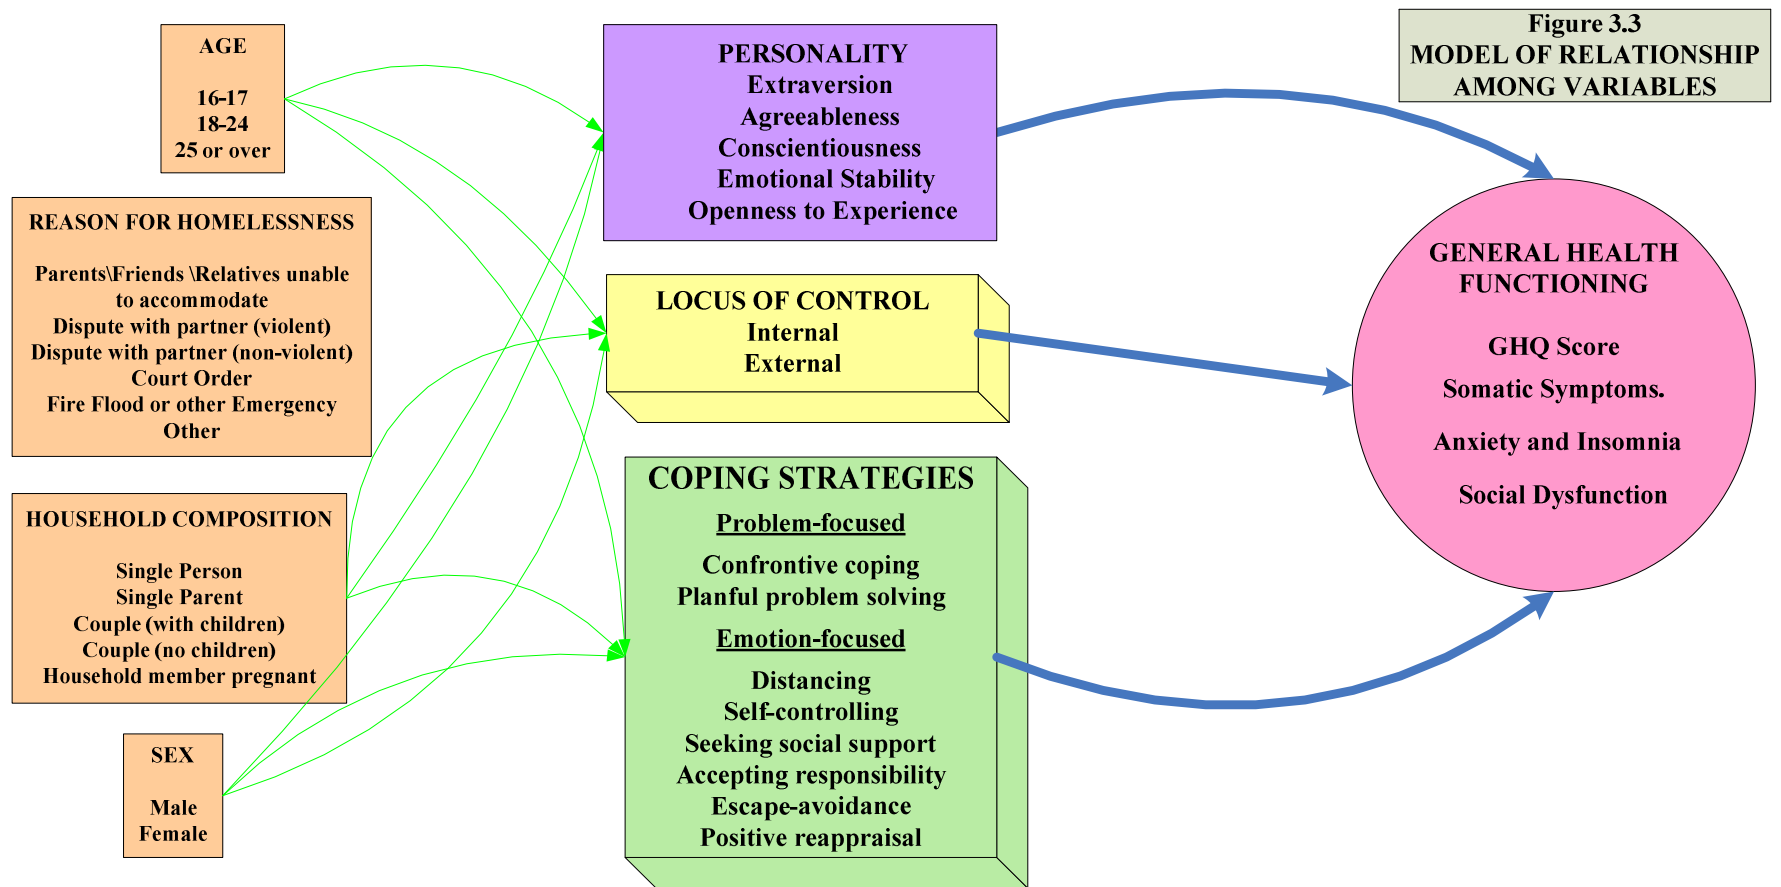 AGE
16-17
18-24
25 or over
REASON FOR HOMELESSNESS
Parents\Friends \Relatives unable
to accommodate
Dispute with partner (violent)
Dispute with partner (non-violent)
Court Order
Fire Flood or other Emergency
Other
HOUSEHOLD COMPOSITION
Single Person
Single Parent
Couple (with children)
Couple (no children)
Household member pregnant
SEX
Male
Female
PERSONALITY
Extraversion
Agreeableness
Conscientiousness
Emotional Stability
Openness to Experience
LOCUS OF CONTROL
Internal
External
COPING STRATEGIES
Problem-focused
Confrontive coping
Planful problem solving
Emotion-focused
Distancing
Self-controlling
Seeking social support
Accepting responsibility
Escape-avoidance
Positive reappraisal
Figure 3.3
MODEL OF RELATIONSHIP
AMONG VARIABLES
GENERAL HEALTH
FUNCTIONING
GHQ Score
Somatic Symptoms.
Anxiety and Insomnia
Social Dysfunction